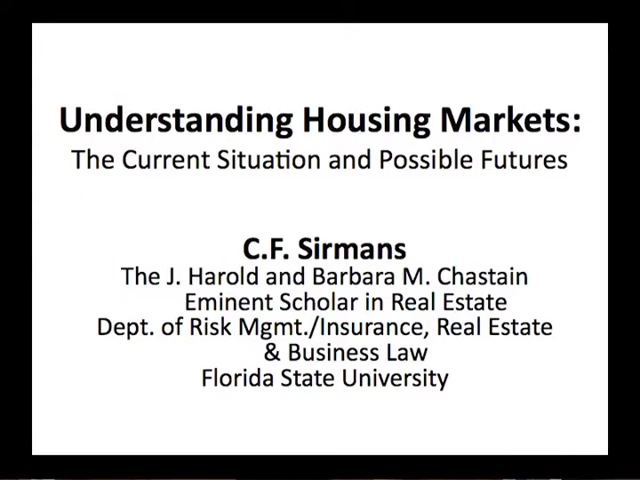 Understanding Housing Markets:
The Current Situation and Possible Futures
C.F. Sirmans
The J. Harold and Barbara M. Chastain
Eminent Scholar in Real Estate
Dept. of Risk Mgmt./Insurance, Real Estate
& Business Law
Florida State University